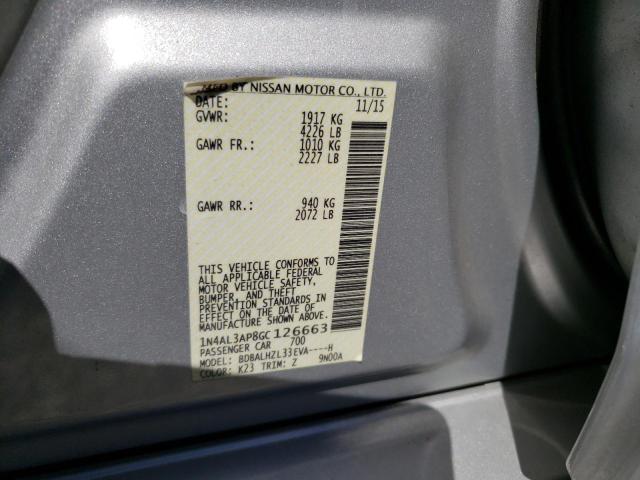 MFD BY NISSAN MOTOR CO., LTD.
DATE: 11/15
GVWR: 1917 KG
4226 LB
GAWR FR.: 1010 KG
2227 LB
GAWR RR.: 940 KG
2072 LB
THIS VEHICLE CONFORMS TO
ALL APPLICABLE FEDERAL
MOTOR VEHICLE SAFETY,
BUMPER, AND THEFT
PREVENTION STANDARDS IN
EFFECT ON THE DATE OF
MANUFACTURE SHOWN ABOVE.
1N4AL3AP8GC126663
PASSENGER CAR 700
MODEL: BDBALHZL33EVA----H
COLOR: K23 TRIM: Z 9N00A